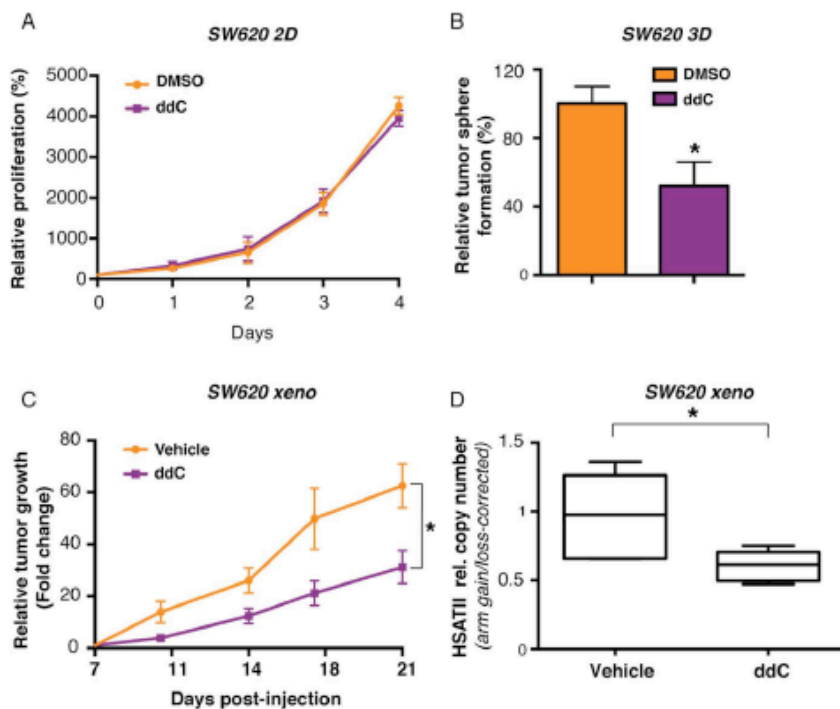 A
SW620 2D
Relative proliferation (%)
5000
4000
3000
2000
1000
0
DMSO
ddC
0 1 2 3 4
Days
B
SW620 3D
Relative tumor sphere
formation (%)
120
80
40
0
DMSO
ddC
*
C
SW620 xeno
Relative tumor growth
(Fold change)
80
60
40
20
0
Vehicle
ddC
*
7 11 14 18 21
Days post-injection
D
SW620 xeno
*
HSATII rel. copy number
(arm gain/loss-corrected)
1.5
1
0.5
0
Vehicle ddC